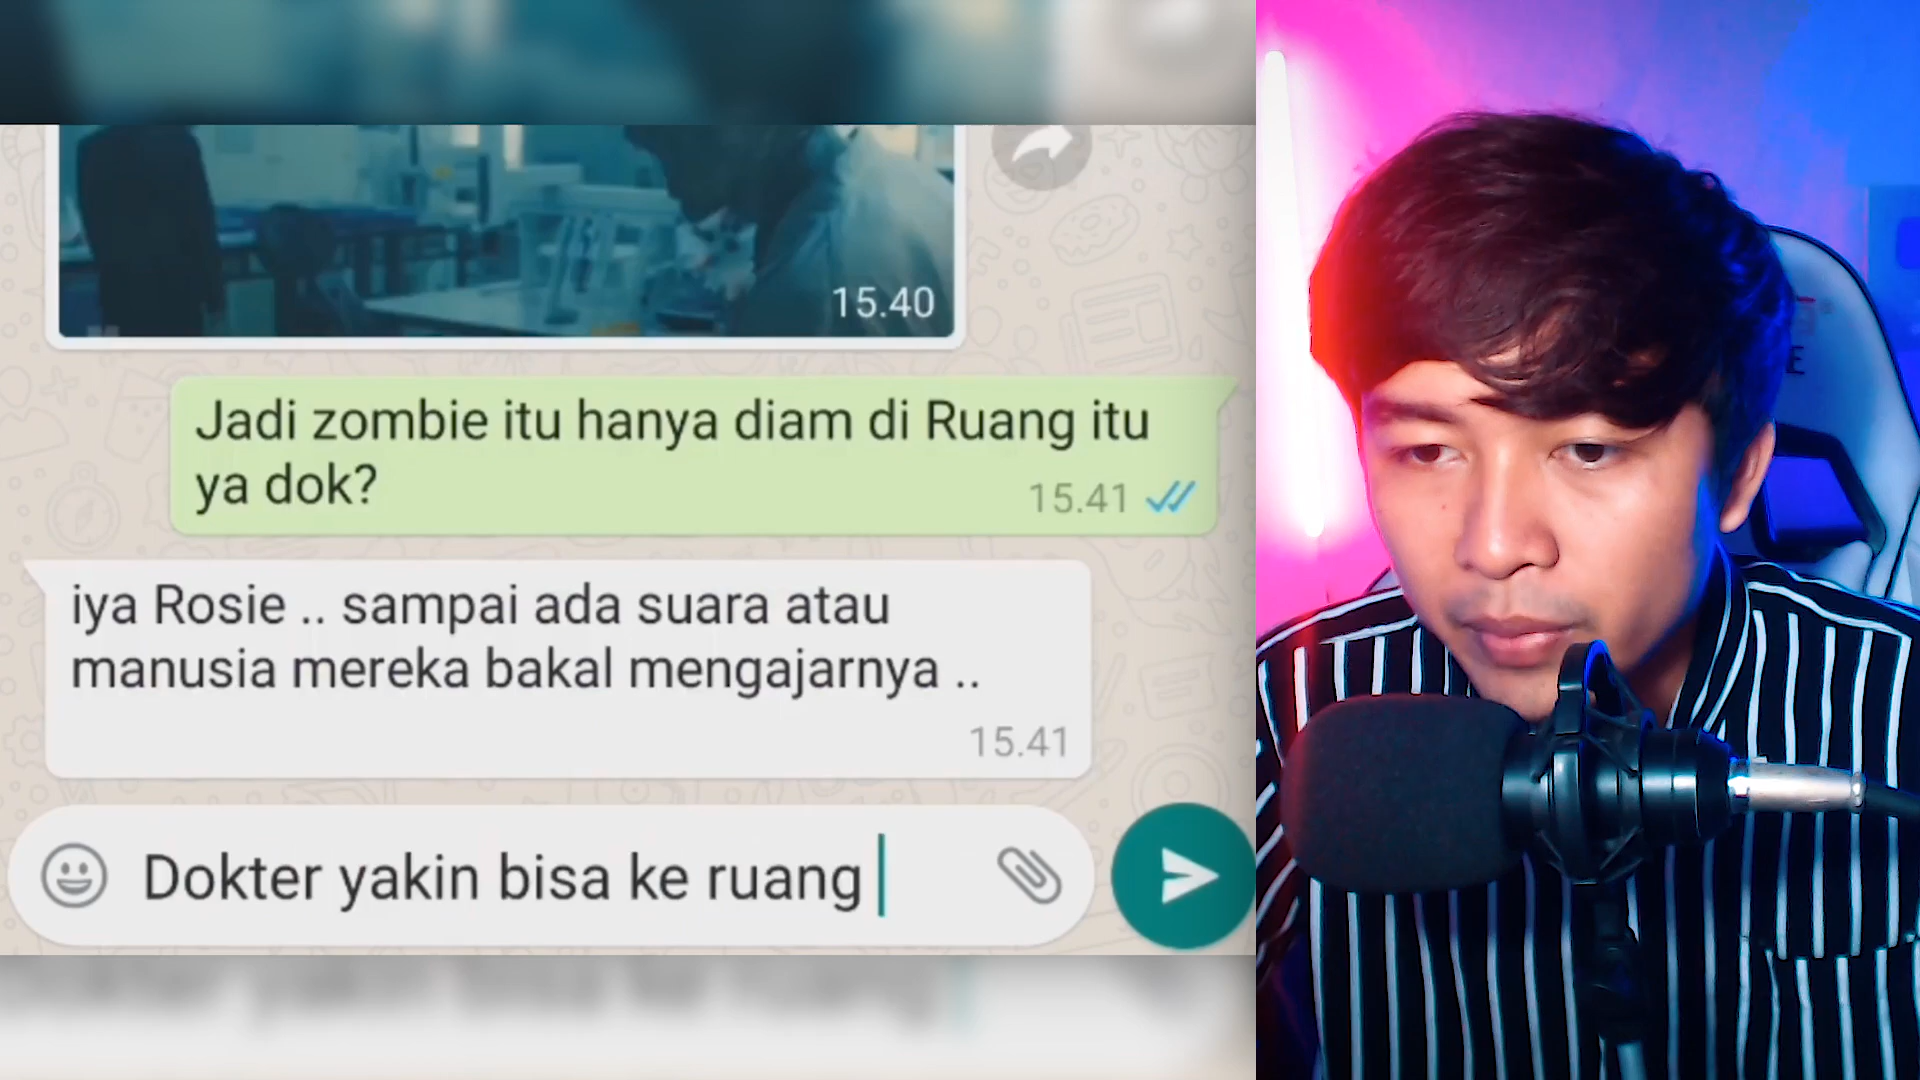 15.40
Jadi zombie itu hanya diam di Ruang itu
ya dok?
15.41
iya Rosie .. sampai ada suara atau
manusia mereka bakal mengajarnya ..
15.41
Dokter yakin bisa ke ruang